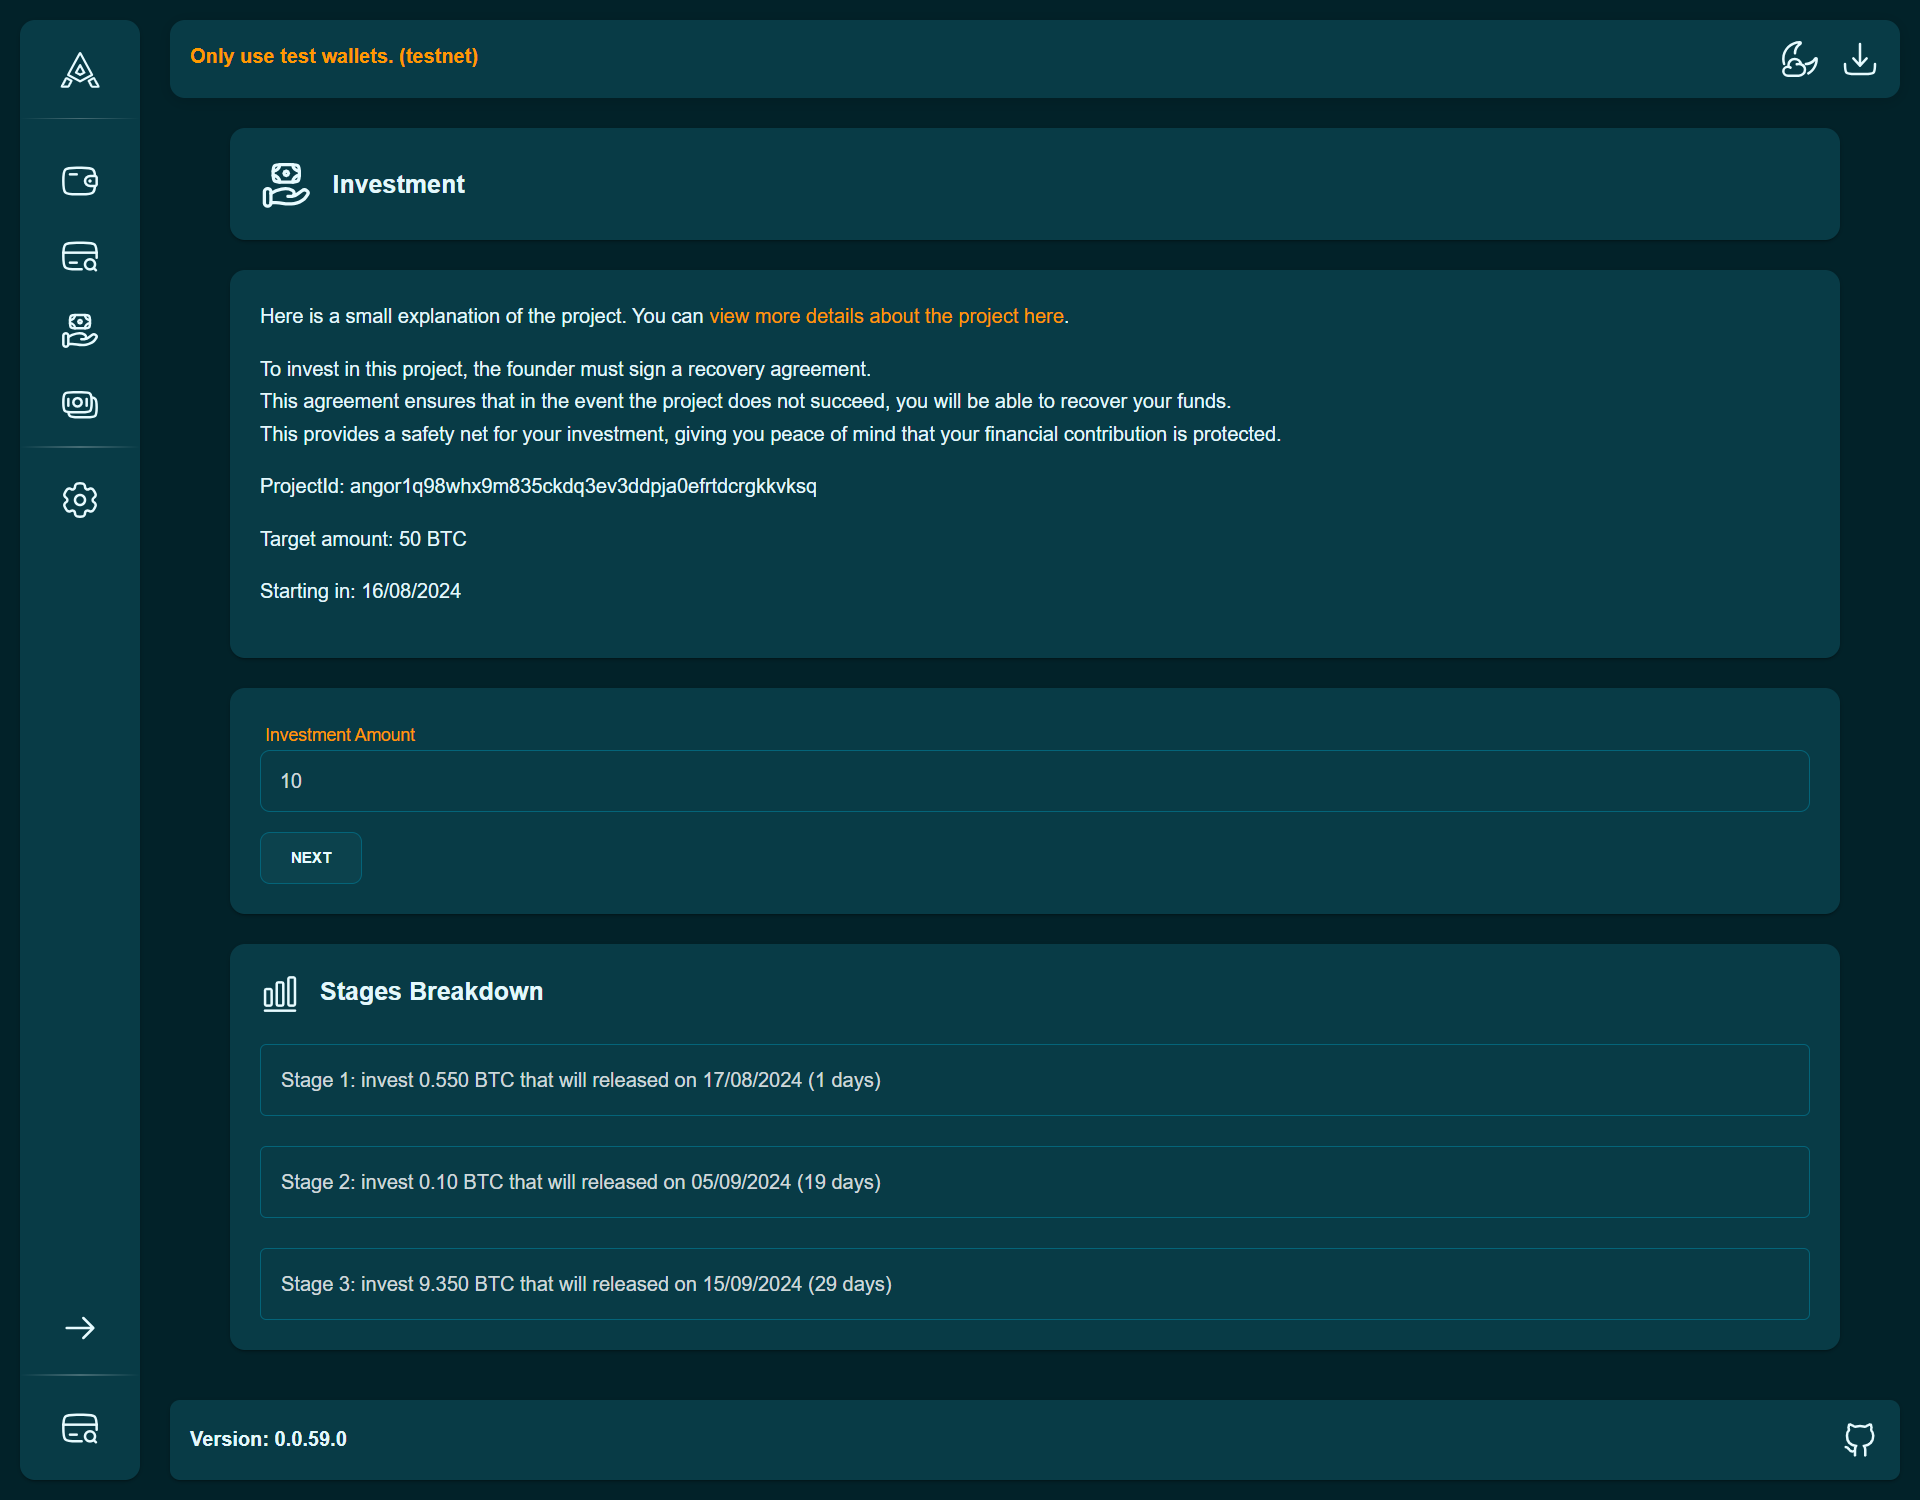 Only use test wallets. (testnet)
Investment
Here is a small explanation of the project. You can view more details about the project here.
To invest in this project, the founder must sign a recovery agreement.
This agreement ensures that in the event the project does not succeed, you will be able to recover your funds.
This provides a safety net for your investment, giving you peace of mind that your financial contribution is protected.
ProjectId: angor1q98whx9m835ckdq3ev3ddpja0efrtdcrgkkvksq
Target amount: 50 BTC
Starting in: 16/08/2024
Investment Amount
10
NEXT
Stages Breakdown
Stage 1: invest 0.550 BTC that will released on 17/08/2024 (1 days)
Stage 2: invest 0.10 BTC that will released on 05/09/2024 (19 days)
Stage 3: invest 9.350 BTC that will released on 15/09/2024 (29 days)
Version: 0.0.59.0